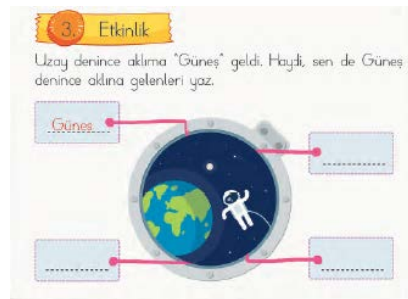 3. Etkinlik
Uzay denince aklıma "Güneş" geldi. Haydi, sen de Güneş
denince aklına gelenleri yaz.
Güneş